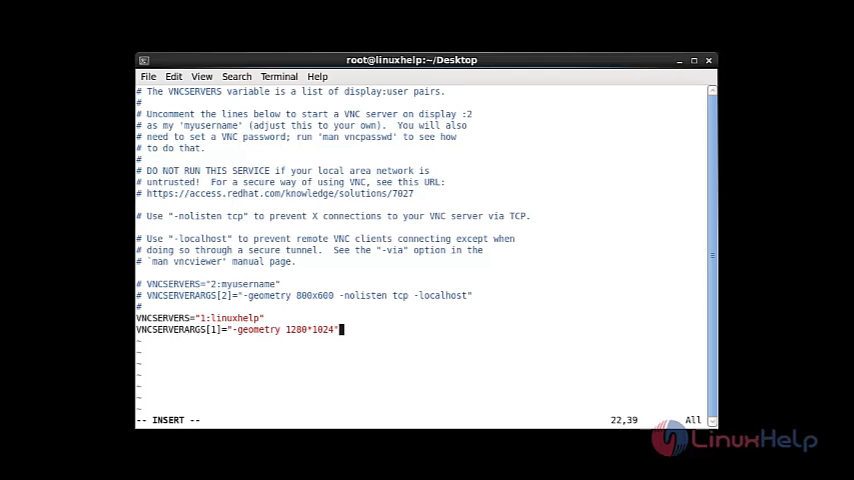 root@linuxhelp:~/Desktop
File Edit View Search Terminal Help
# The VNCSERVERS variable is a list of display:user pairs.
#
# Uncomment the lines below to start a VNC server on display :2
# as my 'myusername' (adjust this to your own).  You will also
# need to set a VNC password; run 'man vncpasswd' to see how
# to do that.
#
# DO NOT RUN THIS SERVICE if your local area network is
# untrusted!  For a secure way of using VNC, see this URL:
# https://access.redhat.com/knowledge/solutions/7027

# Use "-nolisten tcp" to prevent X connections to your VNC server via TCP.

# Use "-localhost" to prevent remote VNC clients connecting except when
# doing so through a secure tunnel.  See the "-via" option in the
# `man vncviewer' manual page.

# VNCSERVERS="2:myusername"
# VNCSERVERARGS[2]="-geometry 800x600 -nolisten tcp -localhost"
#
VNCSERVERS="1:linuxhelp"
VNCSERVERARGS[1]="-geometry 1280*1024"
~
~
~
~
~
~
~
-- INSERT -- 22,39 All
LinuxHelp